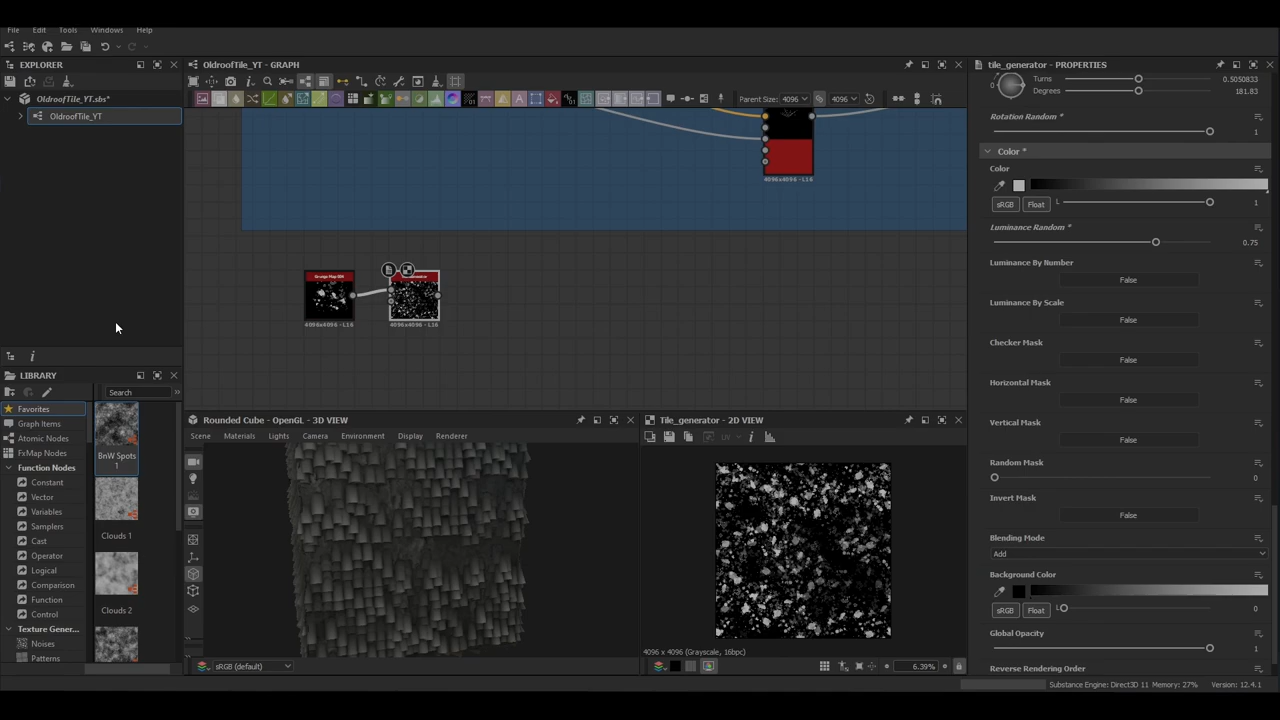 File Edit Tools Windows Help
EXPLORER
OldroofTile_YT - GRAPH
tile_generator - PROPERTIES
OldroofTile_YT.sbs*
OldroofTile_YT
Parent Size: 4096 4096
Turns 0.5050833
Degrees 181.83
Rotation Random *
1
Color *
Color
sRGB Float L 1
Luminance Random *
0.75
Luminance By Number
False
Luminance By Scale
False
Checker Mask
False
Horizontal Mask
False
Vertical Mask
False
Random Mask
0
Invert Mask
False
Blending Mode
Add
Background Color
sRGB Float L 0
Global Opacity
1
Reverse Rendering Order
4096x4096 - L16
4096x4096 - L16 4096x4096 - L16
LIBRARY
Search
Favorites
Graph Items
Atomic Nodes
FxMap Nodes
Function Nodes
Constant
Vector
Variables
Samplers
Cast
Operator
Logical
Comparison
Function
Control
Texture Gener...
Noises
Patterns
BnW Spots
1
Clouds 1
Clouds 2
Rounded Cube - OpenGL - 3D VIEW
Scene Materials Lights Camera Environment Display Renderer
sRGB (default)
Tile_generator - 2D VIEW
UV
4096 x 4096 (Grayscale, 16bpc)
6.39%
Substance Engine: Direct3D 11 Memory: 27% Version: 12.4.1